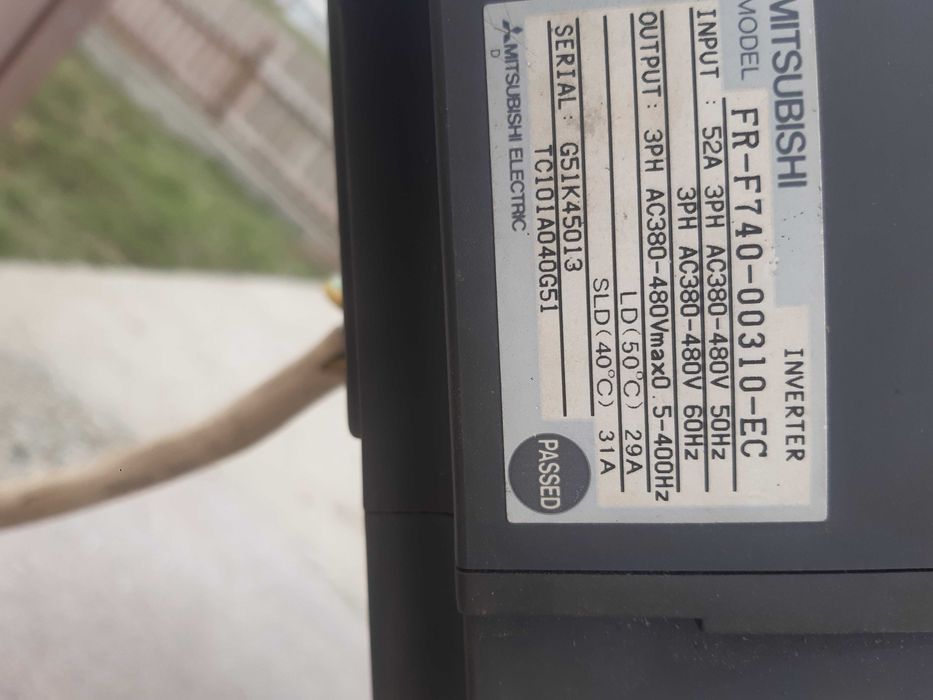 MITSUBISHI INVERTER
MODEL FR-F740-00310-EC
INPUT : 52A 3PH AC380-480V 50Hz
3PH AC380-480V 60Hz
OUTPUT : 3PH AC380-480Vmax0.5-400Hz
LD(50°C) 29A
SLD(40°C) 31A
SERIAL : G51K45013
TC101A040G51
MITSUBISHI ELECTRIC
D
PASSED